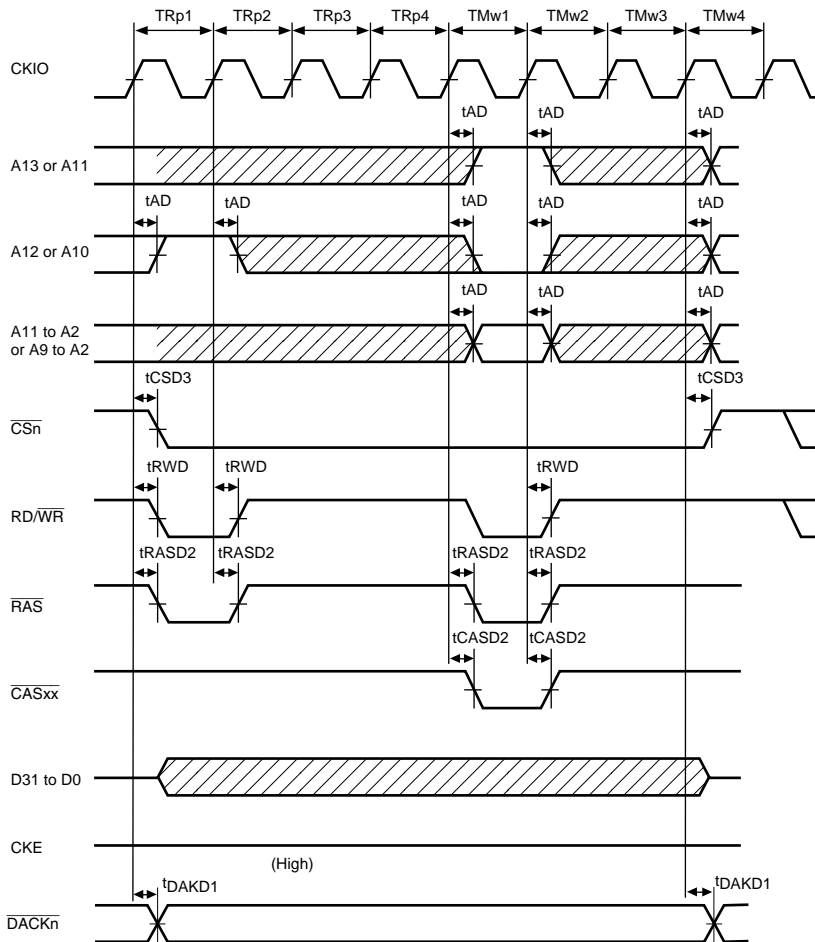 TRp1 TRp2 TRp3 TRp4 TMw1 TMw2 TMw3 TMw4
CKIO
tAD tAD tAD
A13 or A11
tAD tAD tAD tAD tAD
A12 or A10
tAD tAD tAD
A11 to A2
or A9 to A2
tCSD3 tCSD3
CSn
tRWD tRWD tRWD
RD/WR
tRASD2 tRASD2 tRASD2 tRASD2
RAS
tCASD2 tCASD2
CASxx
D31 to D0
CKE
(High)
tDAKD1 tDAKD1
DACKn